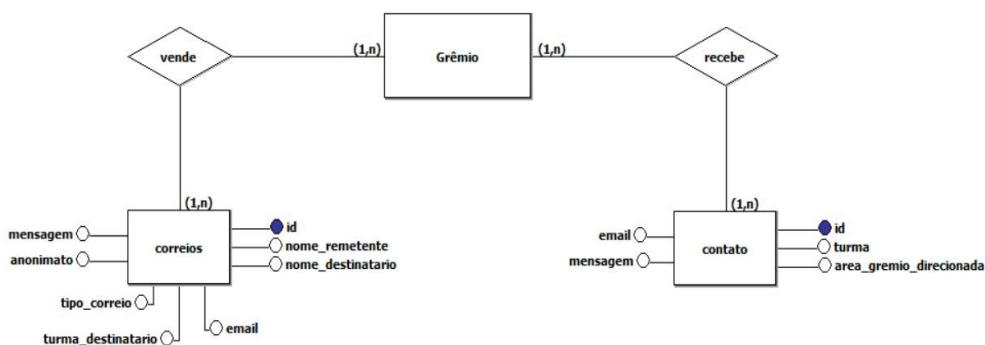 vende
(1,n)
Grêmio
(1,n)
recebe
(1,n)
mensagem
anonimato
correios
id
nome_remetente
nome_destinatario
tipo_correio
turma_destinatario
email
(1,n)
email
mensagem
contato
id
turma
area_gremio_direcionada